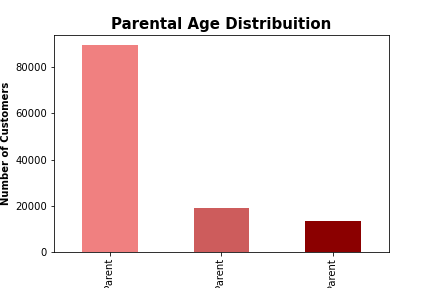 Parental Age Distribuition
Number of Customers
80000
60000
40000
20000
0
Parent
Parent
Parent